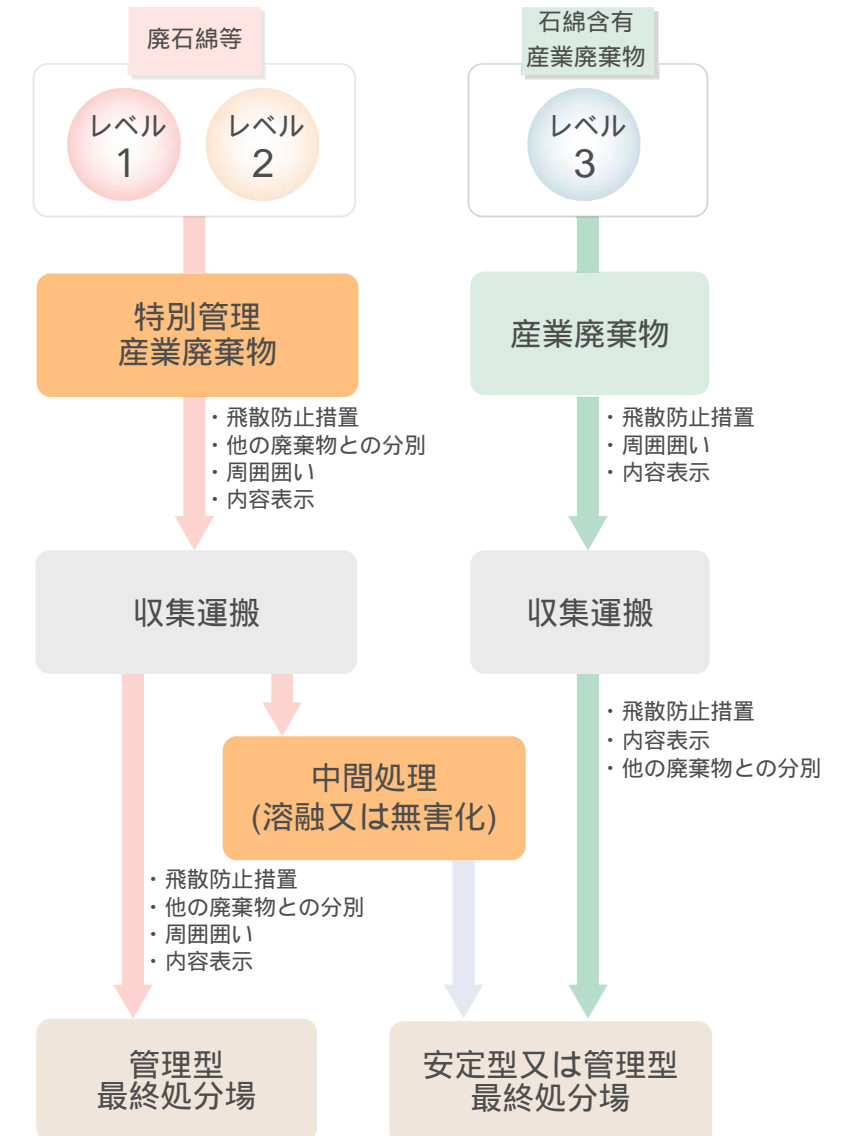 廃石綿等
レベル
1
レベル
2
石綿含有
産業廃棄物
レベル
3
特別管理
産業廃棄物
産業廃棄物
・飛散防止措置
・他の廃棄物との分別
・周囲囲い
・内容表示
・飛散防止措置
・周囲囲い
・内容表示
収集運搬
収集運搬
・飛散防止措置
・内容表示
・他の廃棄物との分別
中間処理
(溶融又は無害化)
・飛散防止措置
・他の廃棄物との分別
・周囲囲い
・内容表示
管理型
最終処分場
安定型又は管理型
最終処分場